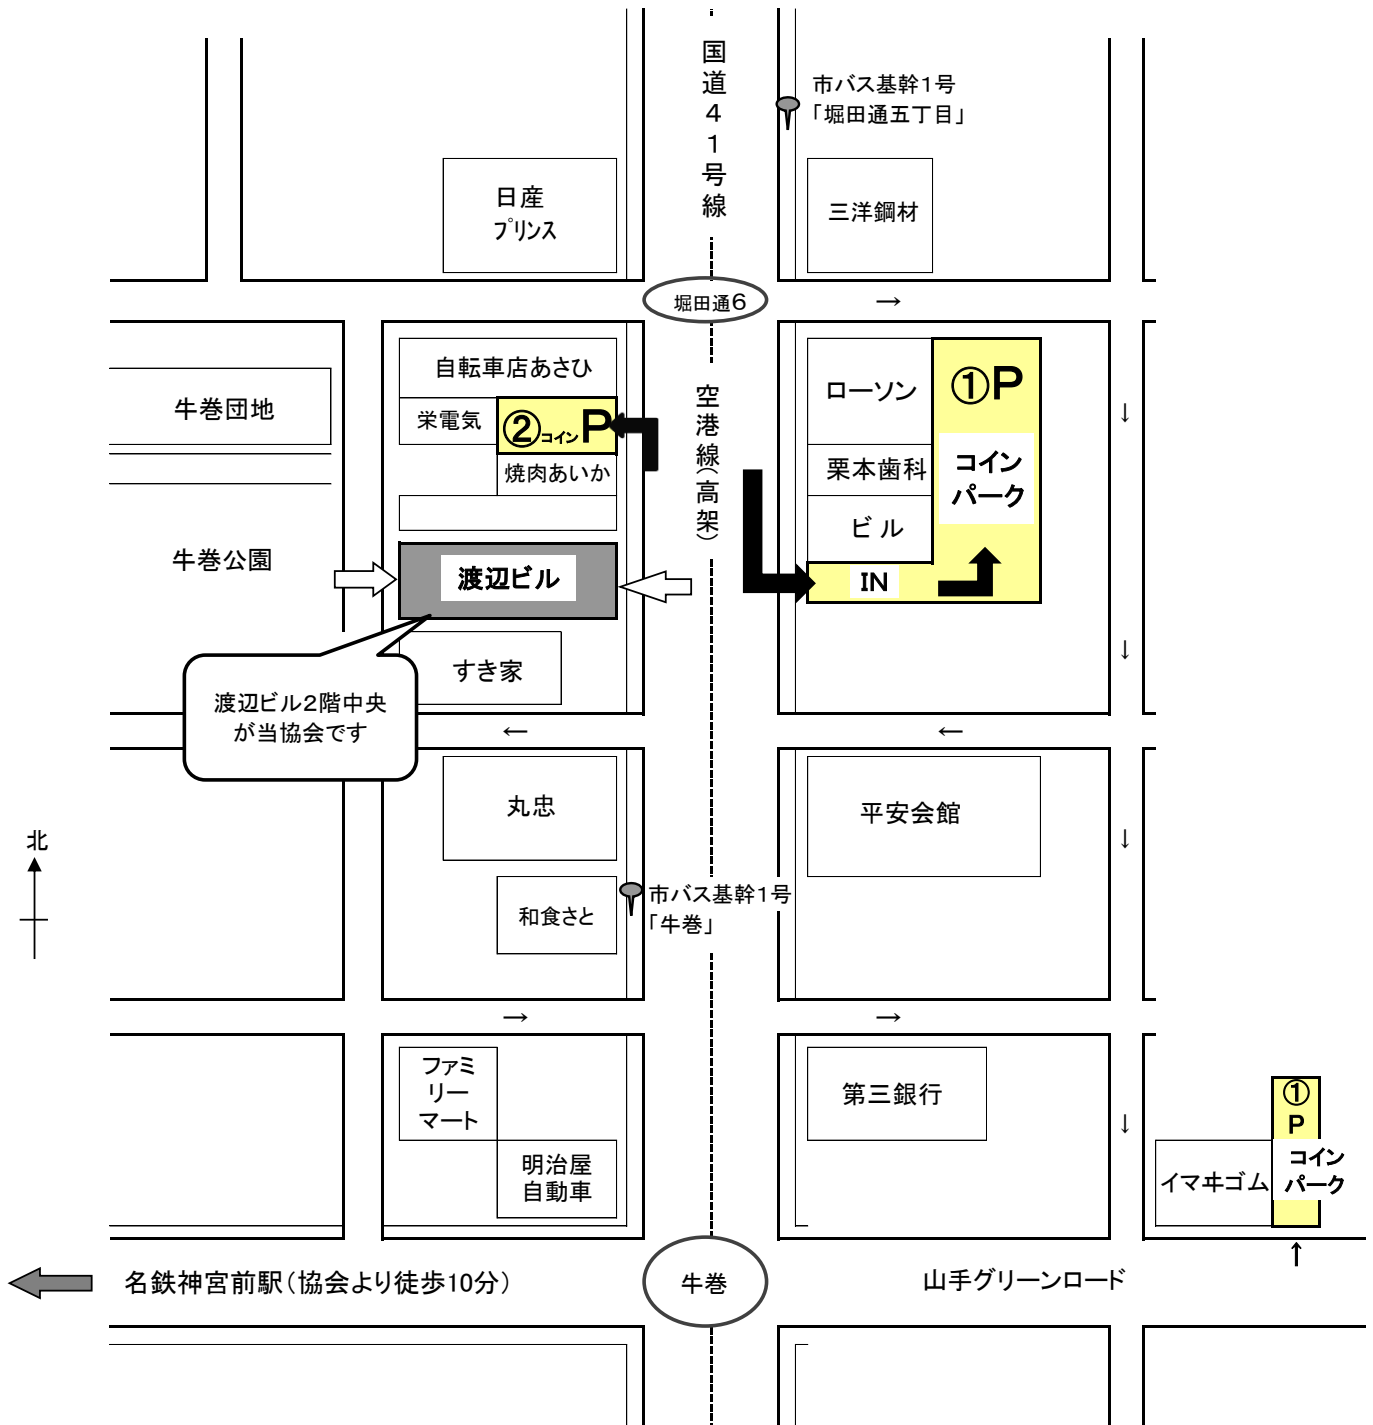 国道41号線
市バス基幹1号
「堀田通五丁目」
日産
プリンス
三洋鋼材
堀田通6
→
自転車店あさひ
牛巻団地
栄電気
②コインP
焼肉あいか
空港線(高架)
ローソン
①P
コイン
パーク
栗本歯科
ビル
↓
牛巻公園
渡辺ビル
IN
すき家
↓
渡辺ビル2階中央
が当協会です
←
←
丸忠
平安会館
北
↓
市バス基幹1号
「牛巻」
和食さと
→
→
ファミ
リー
マート
第三銀行
①
P
コイン
パーク
↓
明治屋
自動車
イマヰゴム
↑
名鉄神宮前駅(協会より徒歩10分)
牛巻
山手グリーンロード